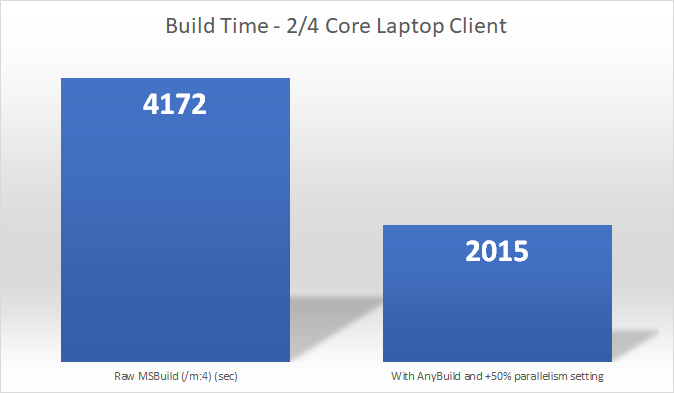 Build Time - 2/4 Core Laptop Client
4172
2015
Raw MSBuild (/m:4) (sec)
With AnyBuild and +50% parallelism setting